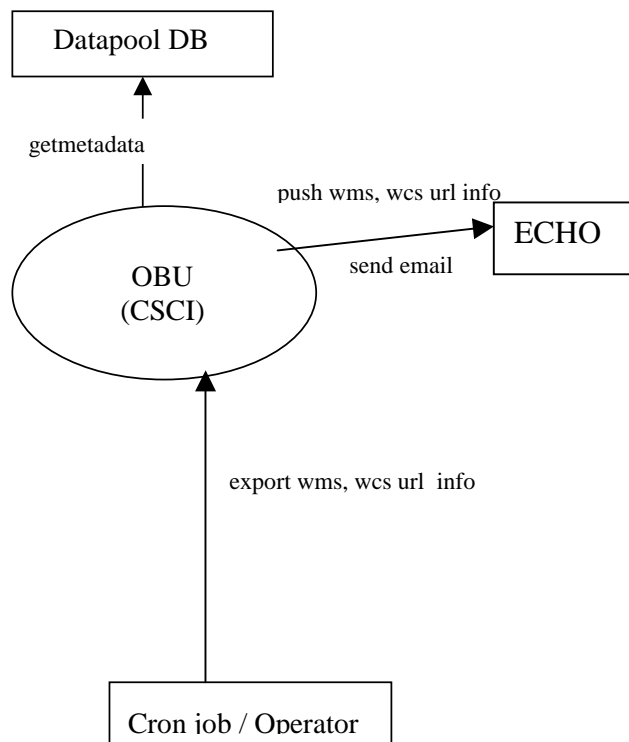 Datapool DB
getmetadata
push wms, wcs url info
ECHO
send email
OBU
(CSCI)
export wms, wcs url info
Cron job / Operator